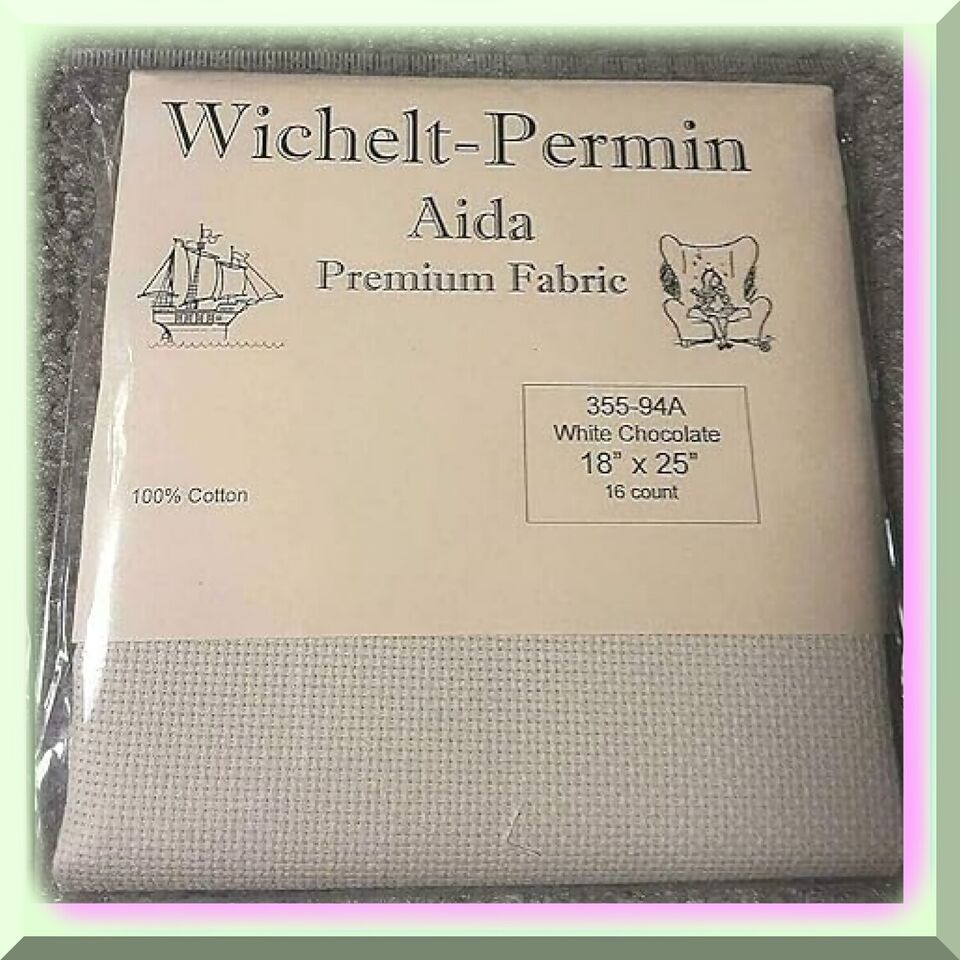 Wichelt-Permin
Aida
Premium Fabric
355-94A
White Chocolate
18” x 25”
16 count
100% Cotton